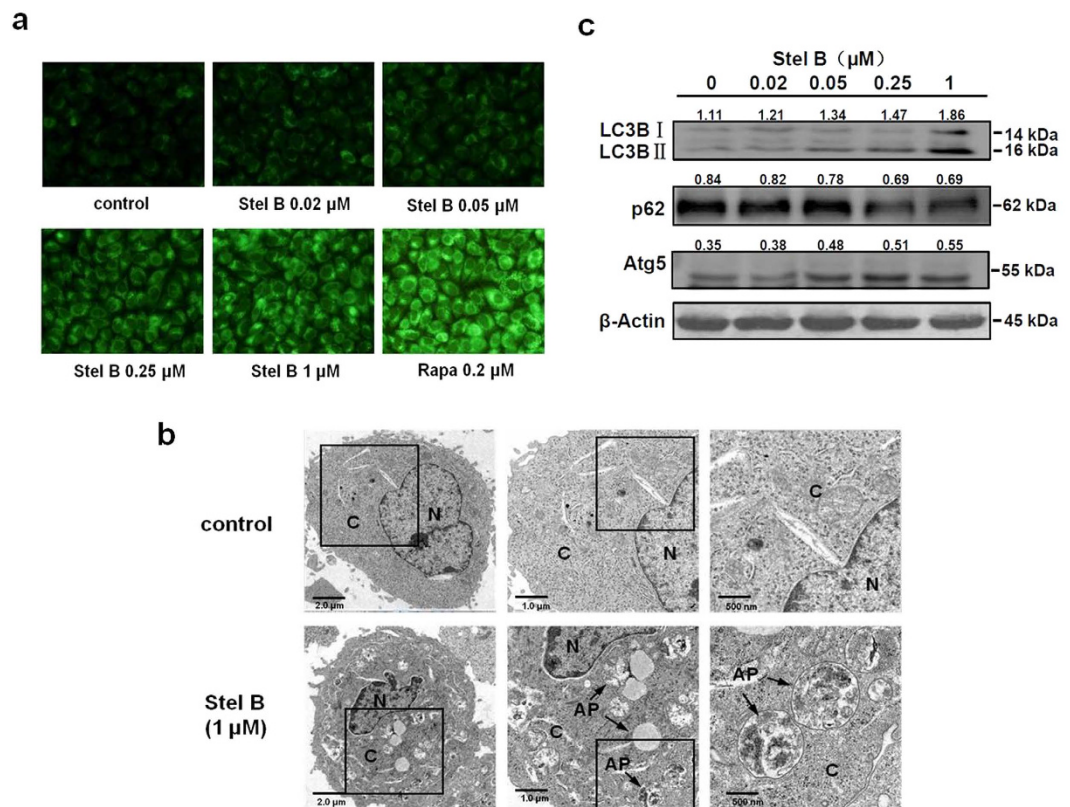 a
control
Stel B 0.02 μM
Stel B 0.05 μM
Stel B 0.25 μM
Stel B 1 μM
Rapa 0.2 μM
c
Stel B（μM）
0 0.02 0.05 0.25 1
1.11 1.21 1.34 1.47 1.86
LC3B Ⅰ
14 kDa
LC3B Ⅱ
16 kDa
0.84 0.82 0.78 0.69 0.69
p62
62 kDa
0.35 0.38 0.48 0.51 0.55
Atg5
55 kDa
β-Actin
45 kDa
b
control
C
N
2.0 μm
C
N
1.0 μm
C
N
500 nm
Stel B
(1 μM)
N
C
2.0 μm
N
AP
C
AP
1.0 μm
AP
C
500 nm